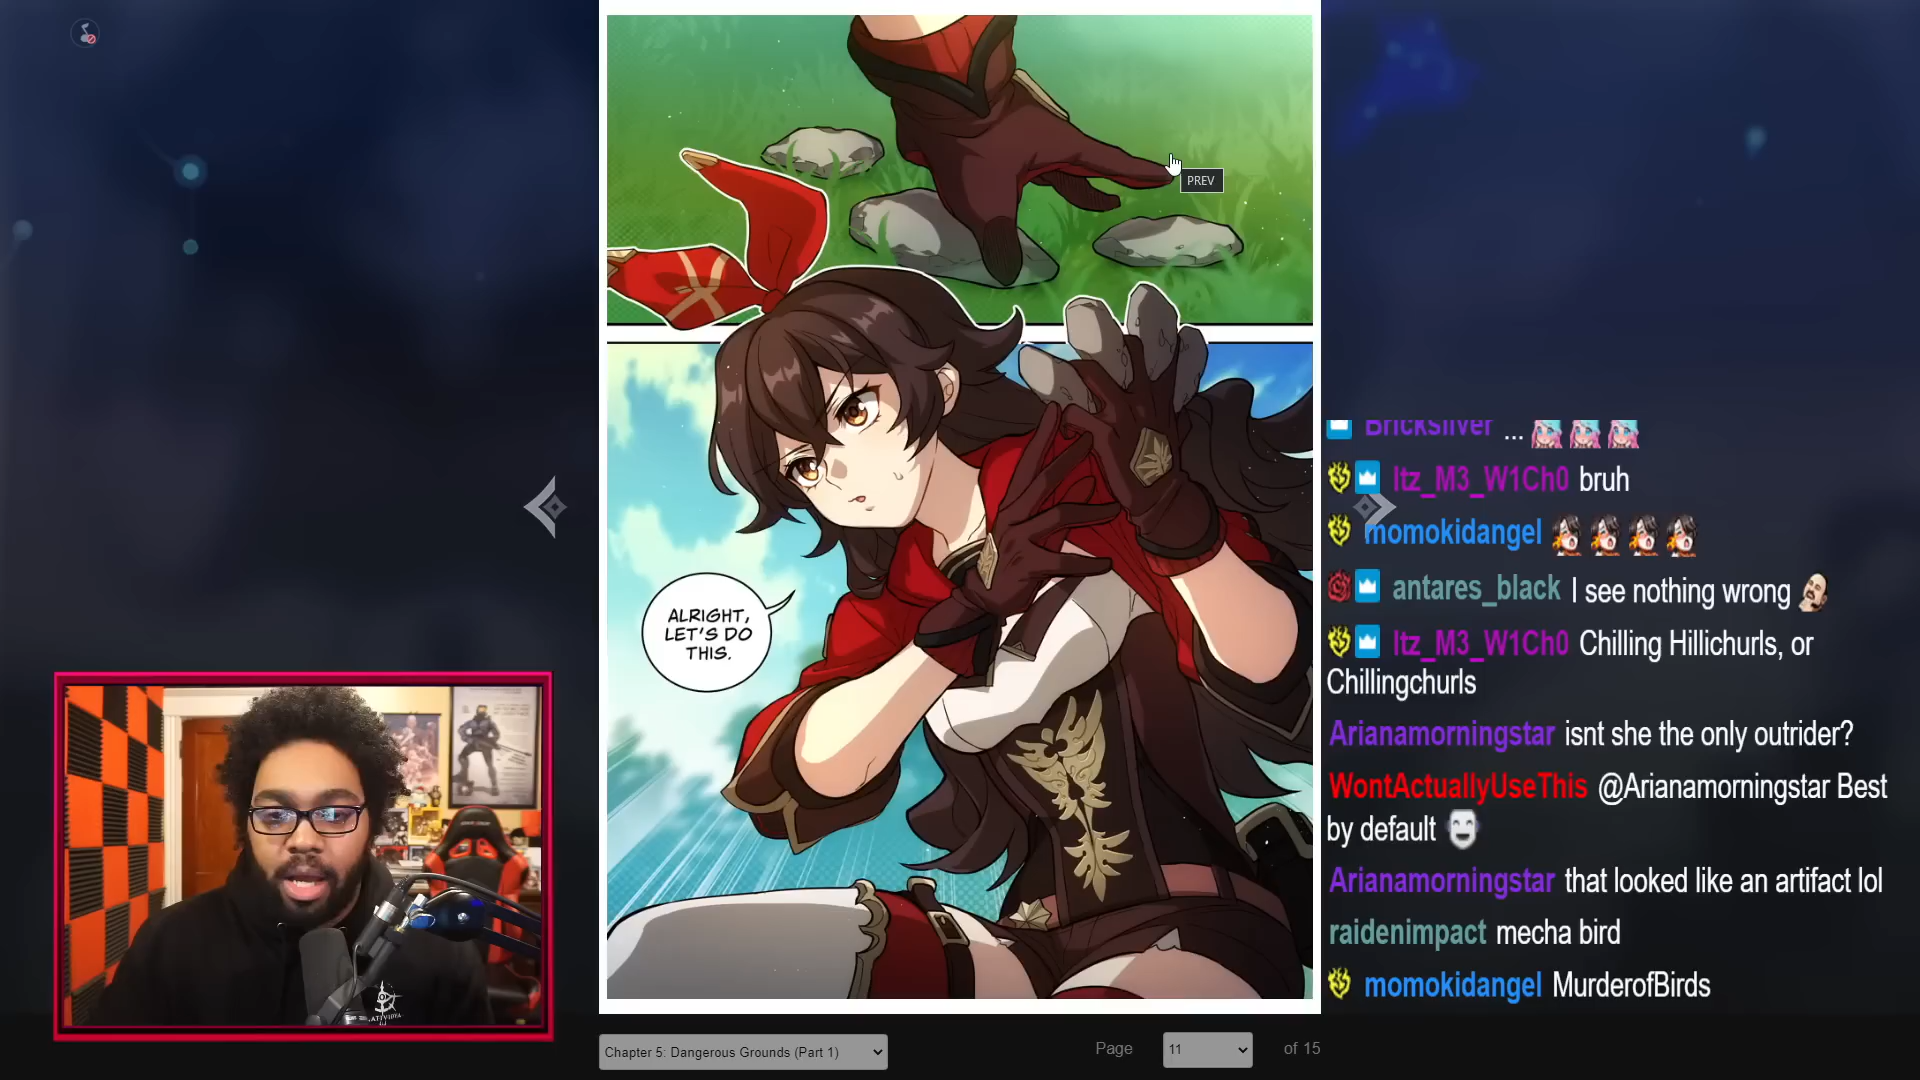 PREV
ALRIGHT,
LET'S DO
THIS.
Bricksilver ...
Itz_M3_W1Ch0 bruh
momokidangel
antares_black I see nothing wrong
Itz_M3_W1Ch0 Chilling Hillichurls, or
Chillingchurls
Arianamorningstar isnt she the only outrider?
WontActuallyUseThis @Arianamorningstar Best
by default
Arianamorningstar that looked like an artifact lol
raidenimpact mecha bird
momokidangel MurderofBirds
Chapter 5: Dangerous Grounds (Part 1)
Page 11 of 15